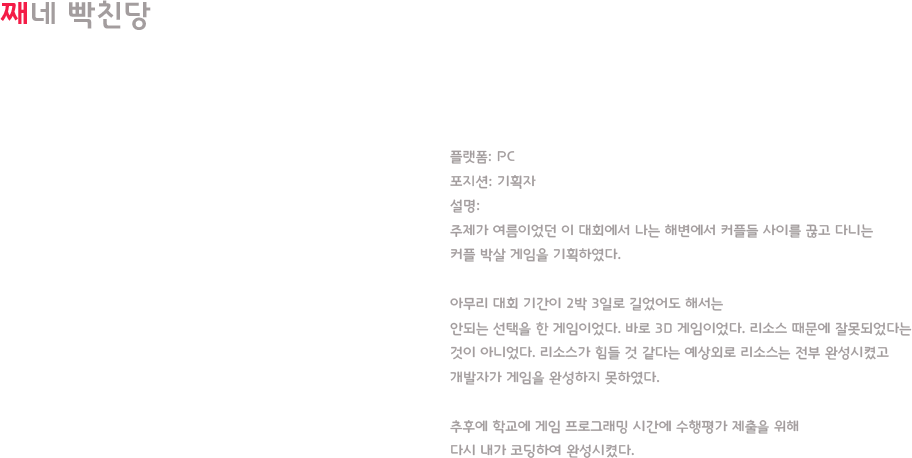 째네 빡친당
플랫폼: PC
포지션: 기획자
설명:
주제가 여름이었던 이 대회에서 나는 해변에서 커플들 사이를 끊고 다니는
커플 박살 게임을 기획하였다.
아무리 대회 기간이 2박 3일로 길었어도 해서는
안되는 선택을 한 게임이었다. 바로 3D 게임이었다. 리소스 때문에 잘못되었다는
것이 아니었다. 리소스가 힘들 것 같다는 예상외로 리소스는 전부 완성시켰고
개발자가 게임을 완성하지 못하였다.
추후에 학교에 게임 프로그래밍 시간에 수행평가 제출을 위해
다시 내가 코딩하여 완성시켰다.